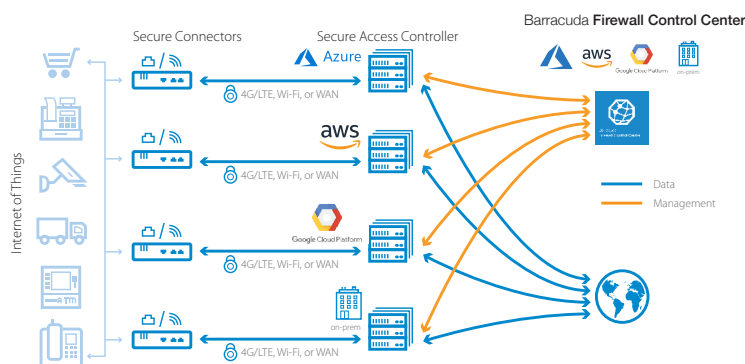 Barracuda Firewall Control Center
Secure Connectors
Secure Access Controller
Azure
aws
Google Cloud Platform
on-prem
4G/LTE, Wi-Fi, or WAN
aws
4G/LTE, Wi-Fi, or WAN
Internet of Things
Data
Management
Google Cloud Platform
4G/LTE, Wi-Fi, or WAN
ATM
on-prem
4G/LTE, Wi-Fi, or WAN